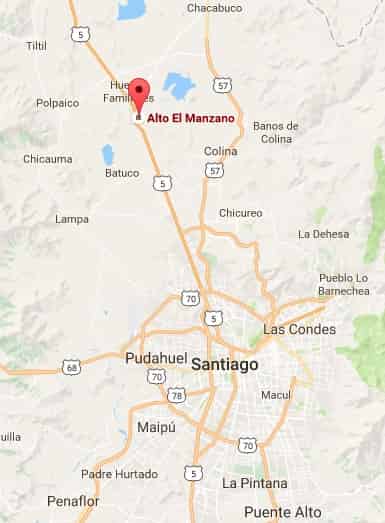 Chacabuco
Tiltil
5
Huertos
Familiares
57
Polpaico
Alto El Manzano
Banos de
Colina
Colina
Chicauma
Batuco
5
57
Chicureo
Lampa
La Dehesa
Pueblo Lo
Barnechea
70
5
Las Condes
Pudahuel
Santiago
68
70
78
Macul
Maipú
70
5
Padre Hurtado
La Pintana
Penaflor
Puente Alto